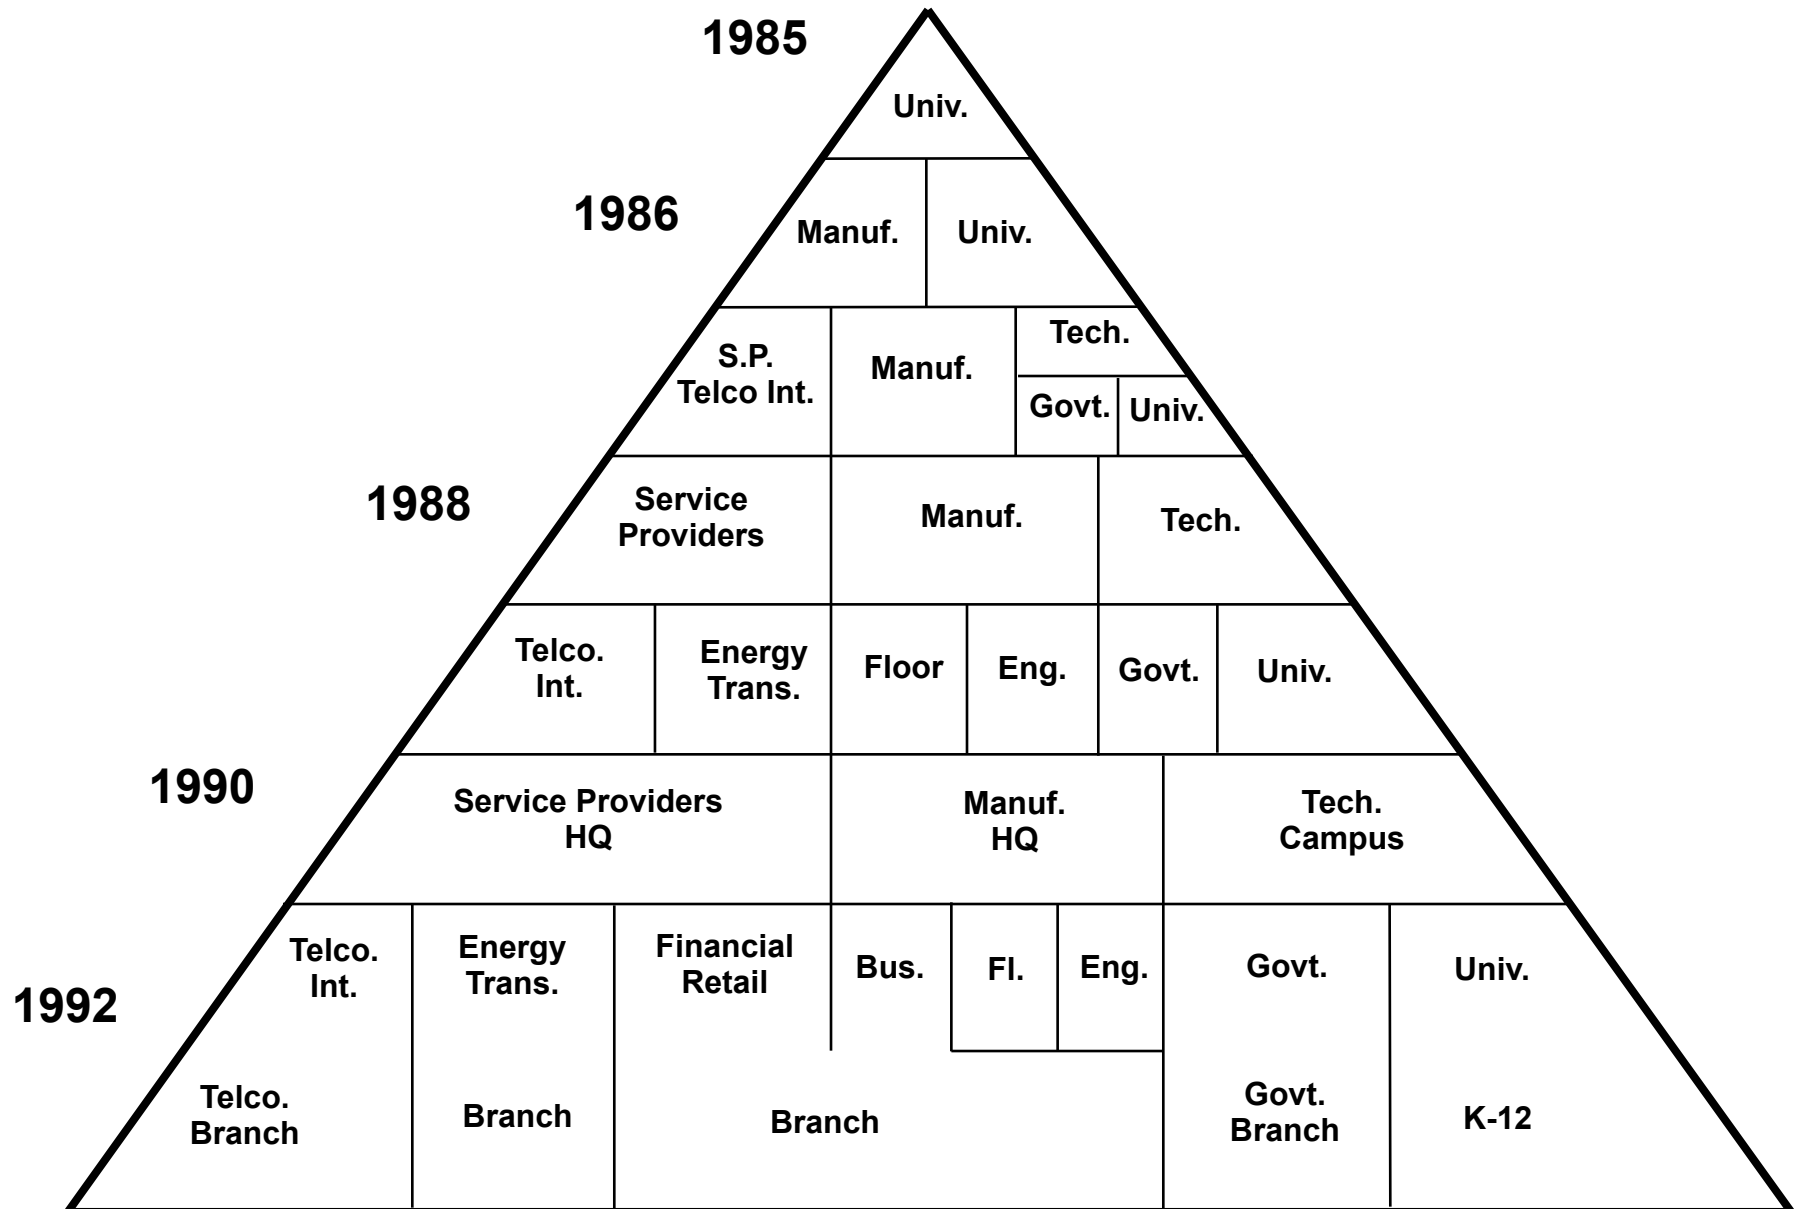 1985
Univ.
1986
Manuf.
Univ.
S.P.
Telco Int.
Manuf.
Tech.
Govt.
Univ.
1988
Service
Providers
Manuf.
Tech.
Telco.
Int.
Energy
Trans.
Floor
Eng.
Govt.
Univ.
1990
Service Providers
HQ
Manuf.
HQ
Tech.
Campus
1992
Telco.
Int.
Energy
Trans.
Financial
Retail
Bus.
Fl.
Eng.
Govt.
Univ.
Telco.
Branch
Branch
Branch
Govt.
Branch
K-12